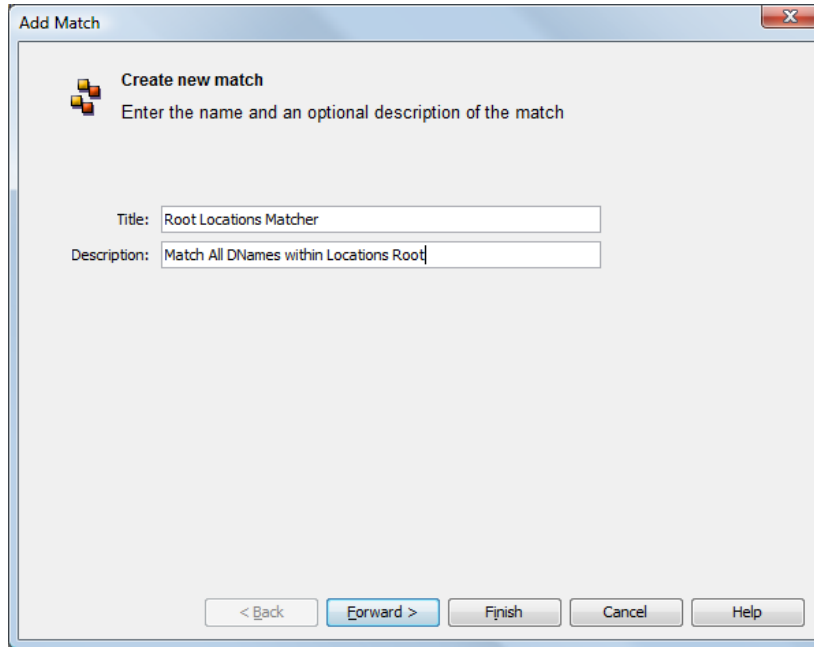 Add Match
Create new match
Enter the name and an optional description of the match
Title: Root Locations Matcher
Description: Match All DNames within Locations Root
< Back Forward > Finish Cancel Help